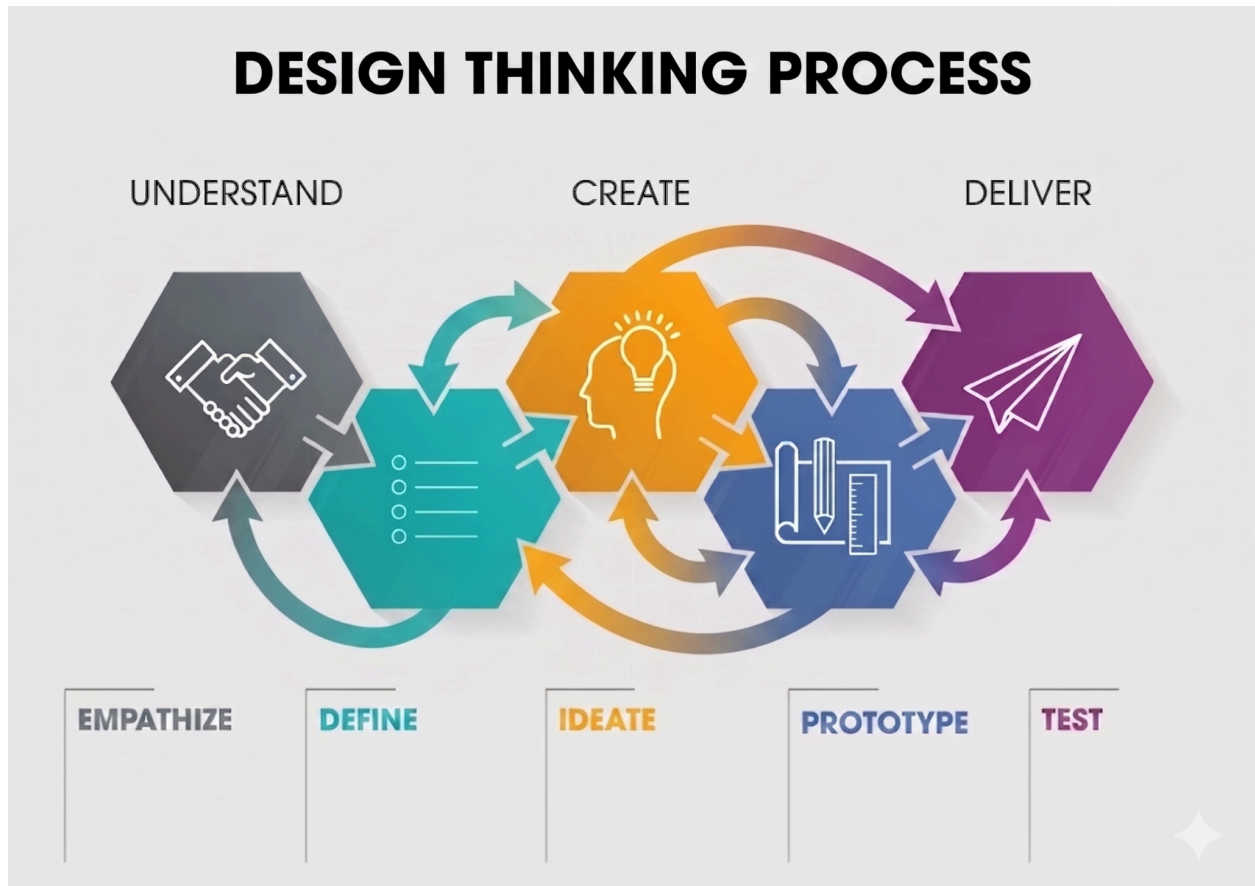 DESIGN THINKING PROCESS
UNDERSTAND
CREATE
DELIVER
EMPATHIZE
DEFINE
IDEATE
PROTOTYPE
TEST